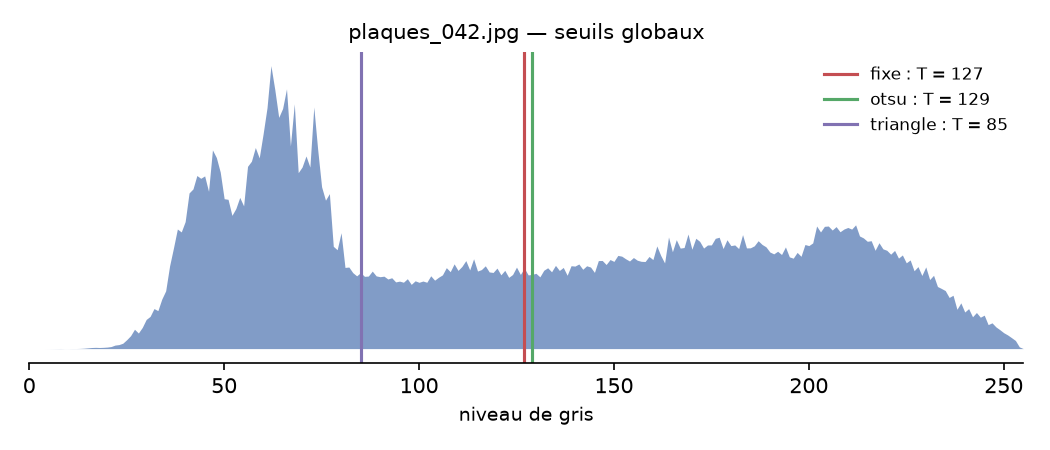 plaques_042.jpg — seuils globaux
fixe : T = 127
otsu : T = 129
triangle : T = 85
0 50 100 150 200 250
niveau de gris